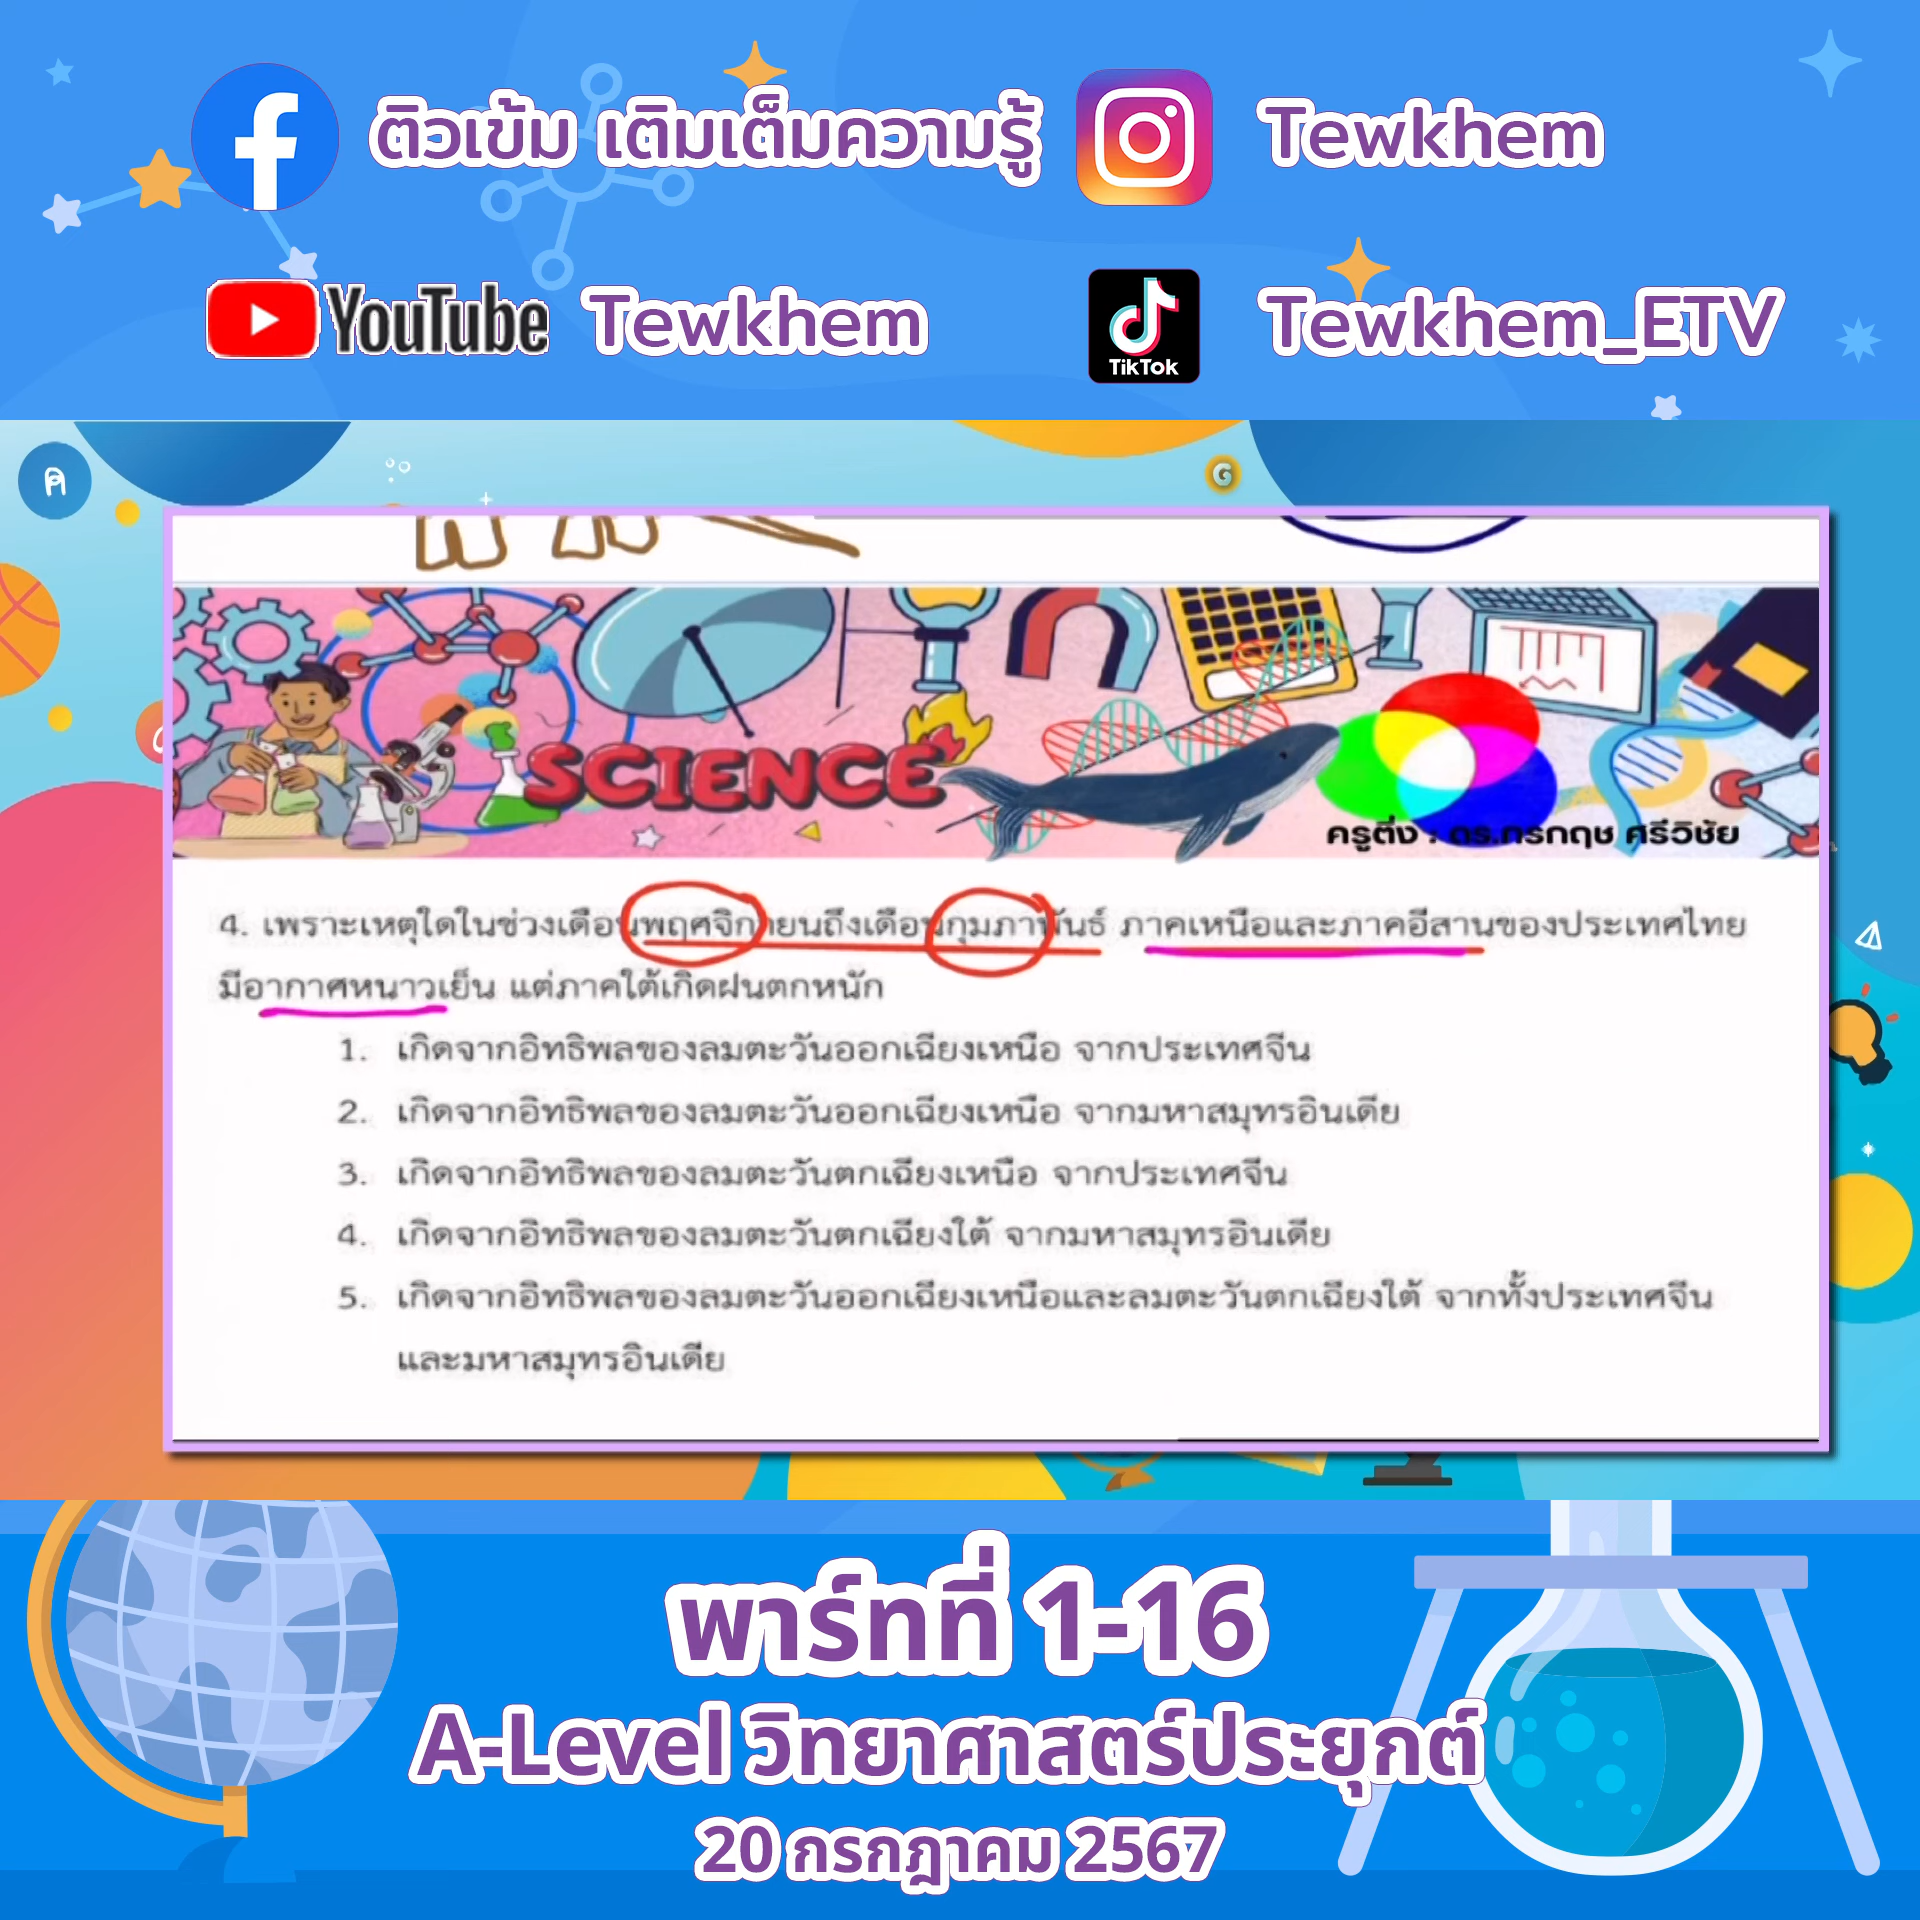 ติวเข้ม เติมเต็มความรู้
Tewkhem
YouTube Tewkhem
TikTok
Tewkhem_ETV
ค
G
SCIENCE
ครูติ่ง : ดร.กรกฤช ศรีวิชัย
4. เพราะเหตุใดในช่วงเดือนพฤศจิกายนถึงเดือนกุมภาพันธ์ ภาคเหนือและภาคอีสานของประเทศไทย
มีอากาศหนาวเย็น แต่ภาคใต้เกิดฝนตกหนัก
1. เกิดจากอิทธิพลของลมตะวันออกเฉียงเหนือ จากประเทศจีน
2. เกิดจากอิทธิพลของลมตะวันออกเฉียงเหนือ จากมหาสมุทรอินเดีย
3. เกิดจากอิทธิพลของลมตะวันตกเฉียงเหนือ จากประเทศจีน
4. เกิดจากอิทธิพลของลมตะวันตกเฉียงใต้ จากมหาสมุทรอินเดีย
5. เกิดจากอิทธิพลของลมตะวันออกเฉียงเหนือและลมตะวันตกเฉียงใต้ จากทั้งประเทศจีน
และมหาสมุทรอินเดีย
พาร์ทที่ 1-16
A-Level วิทยาศาสตร์ประยุกต์
20 กรกฎาคม 2567